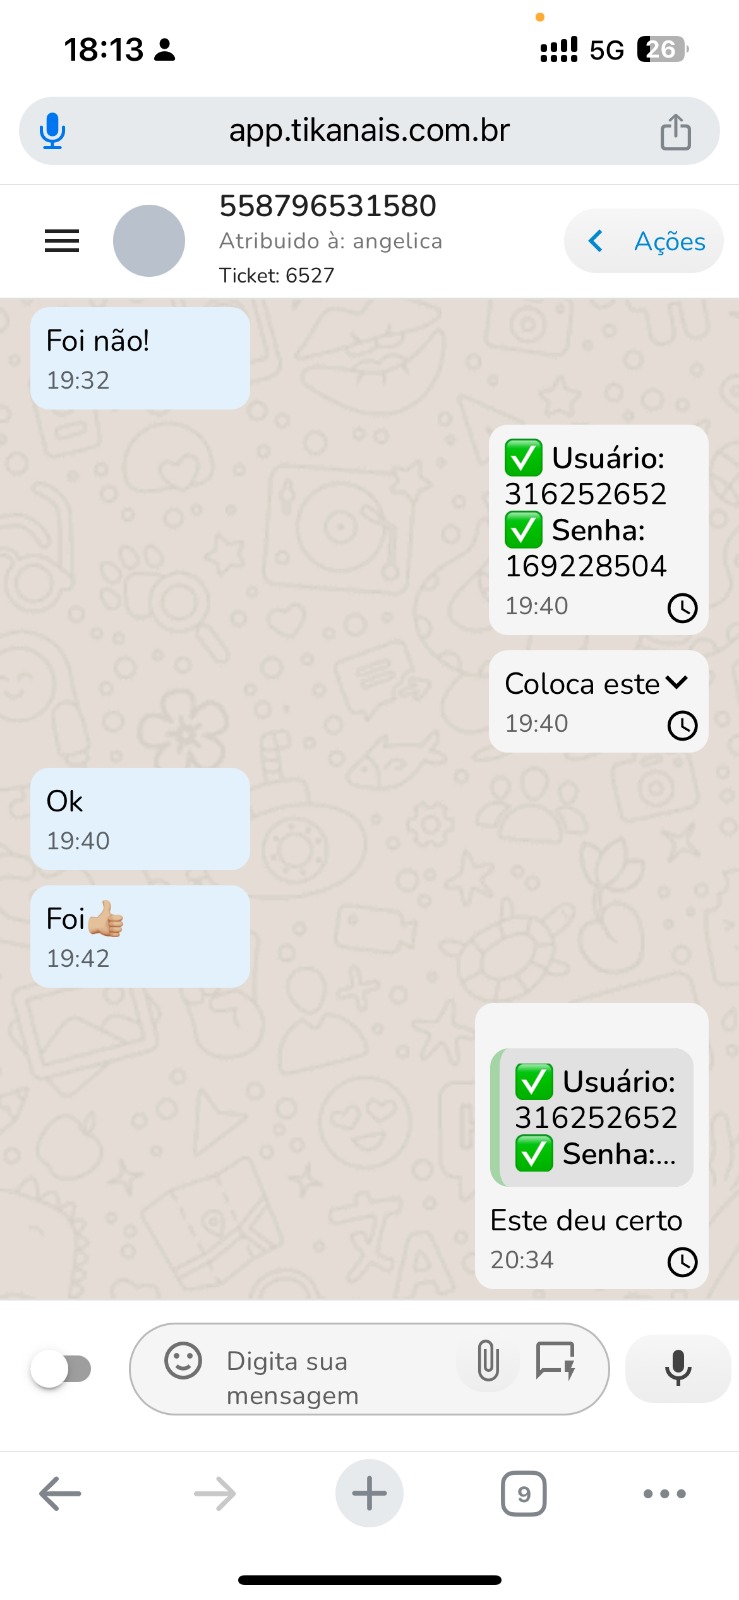 18:13
5G 26
app.tikanais.com.br
558796531580
Atribuido à: angelica
Ticket: 6527
Ações
Foi não!
19:32
✅ Usuário:
316252652
✅ Senha:
169228504
19:40
Coloca este
19:40
Ok
19:40
Foi👍🏼
19:42
✅ Usuário:
316252652
✅ Senha:...
Este deu certo
20:34
Digita sua
mensagem
9